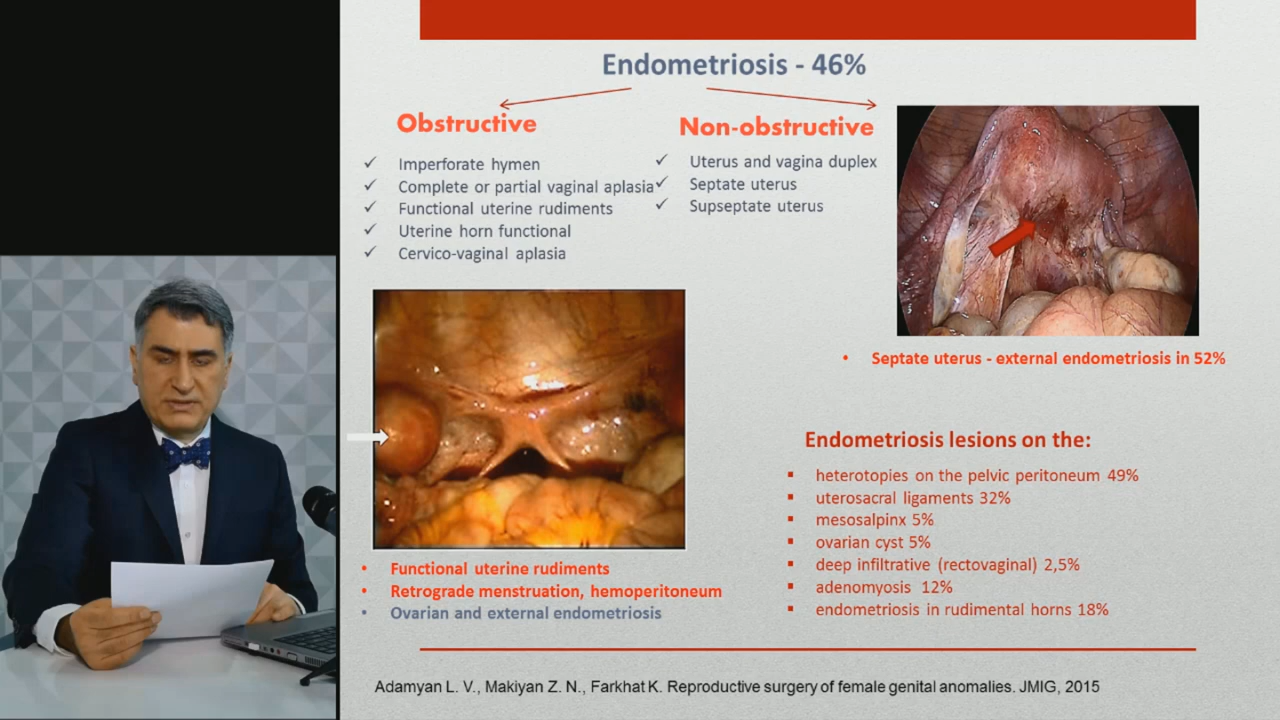 Endometriosis - 46%
Obstructive
Imperforate hymen
Complete or partial vaginal aplasia
Functional uterine rudiments
Uterine horn functional
Cervico-vaginal aplasia
Non-obstructive
Uterus and vagina duplex
Septate uterus
Supseptate uterus
Septate uterus - external endometriosis in 52%
Functional uterine rudiments
Retrograde menstruation, hemoperitoneum
Ovarian and external endometriosis
Endometriosis lesions on the:
heterotopies on the pelvic peritoneum 49%
uterosacral ligaments 32%
mesosalpinx 5%
ovarian cyst 5%
deep infiltrative (rectovaginal) 2,5%
adenomyosis 12%
endometriosis in rudimental horns 18%
Adamyan L. V., Makiyan Z. N., Farkhat K. Reproductive surgery of female genital anomalies. JMIG, 2015